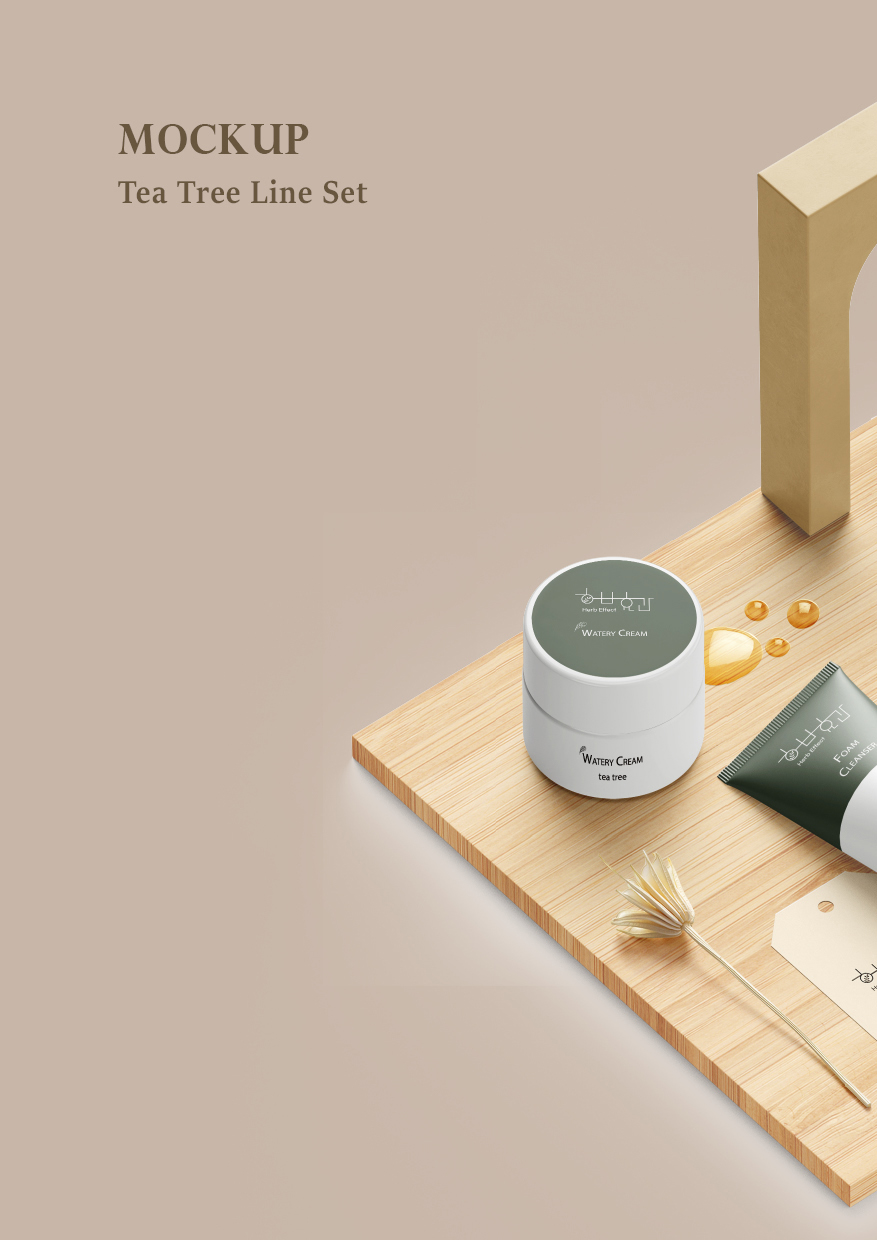 MOCKUP
Tea Tree Line Set
Herb Effect
WATERY CREAM
WATERY CREAM
tea tree
Herb Effect
FOAM
CLEANSER